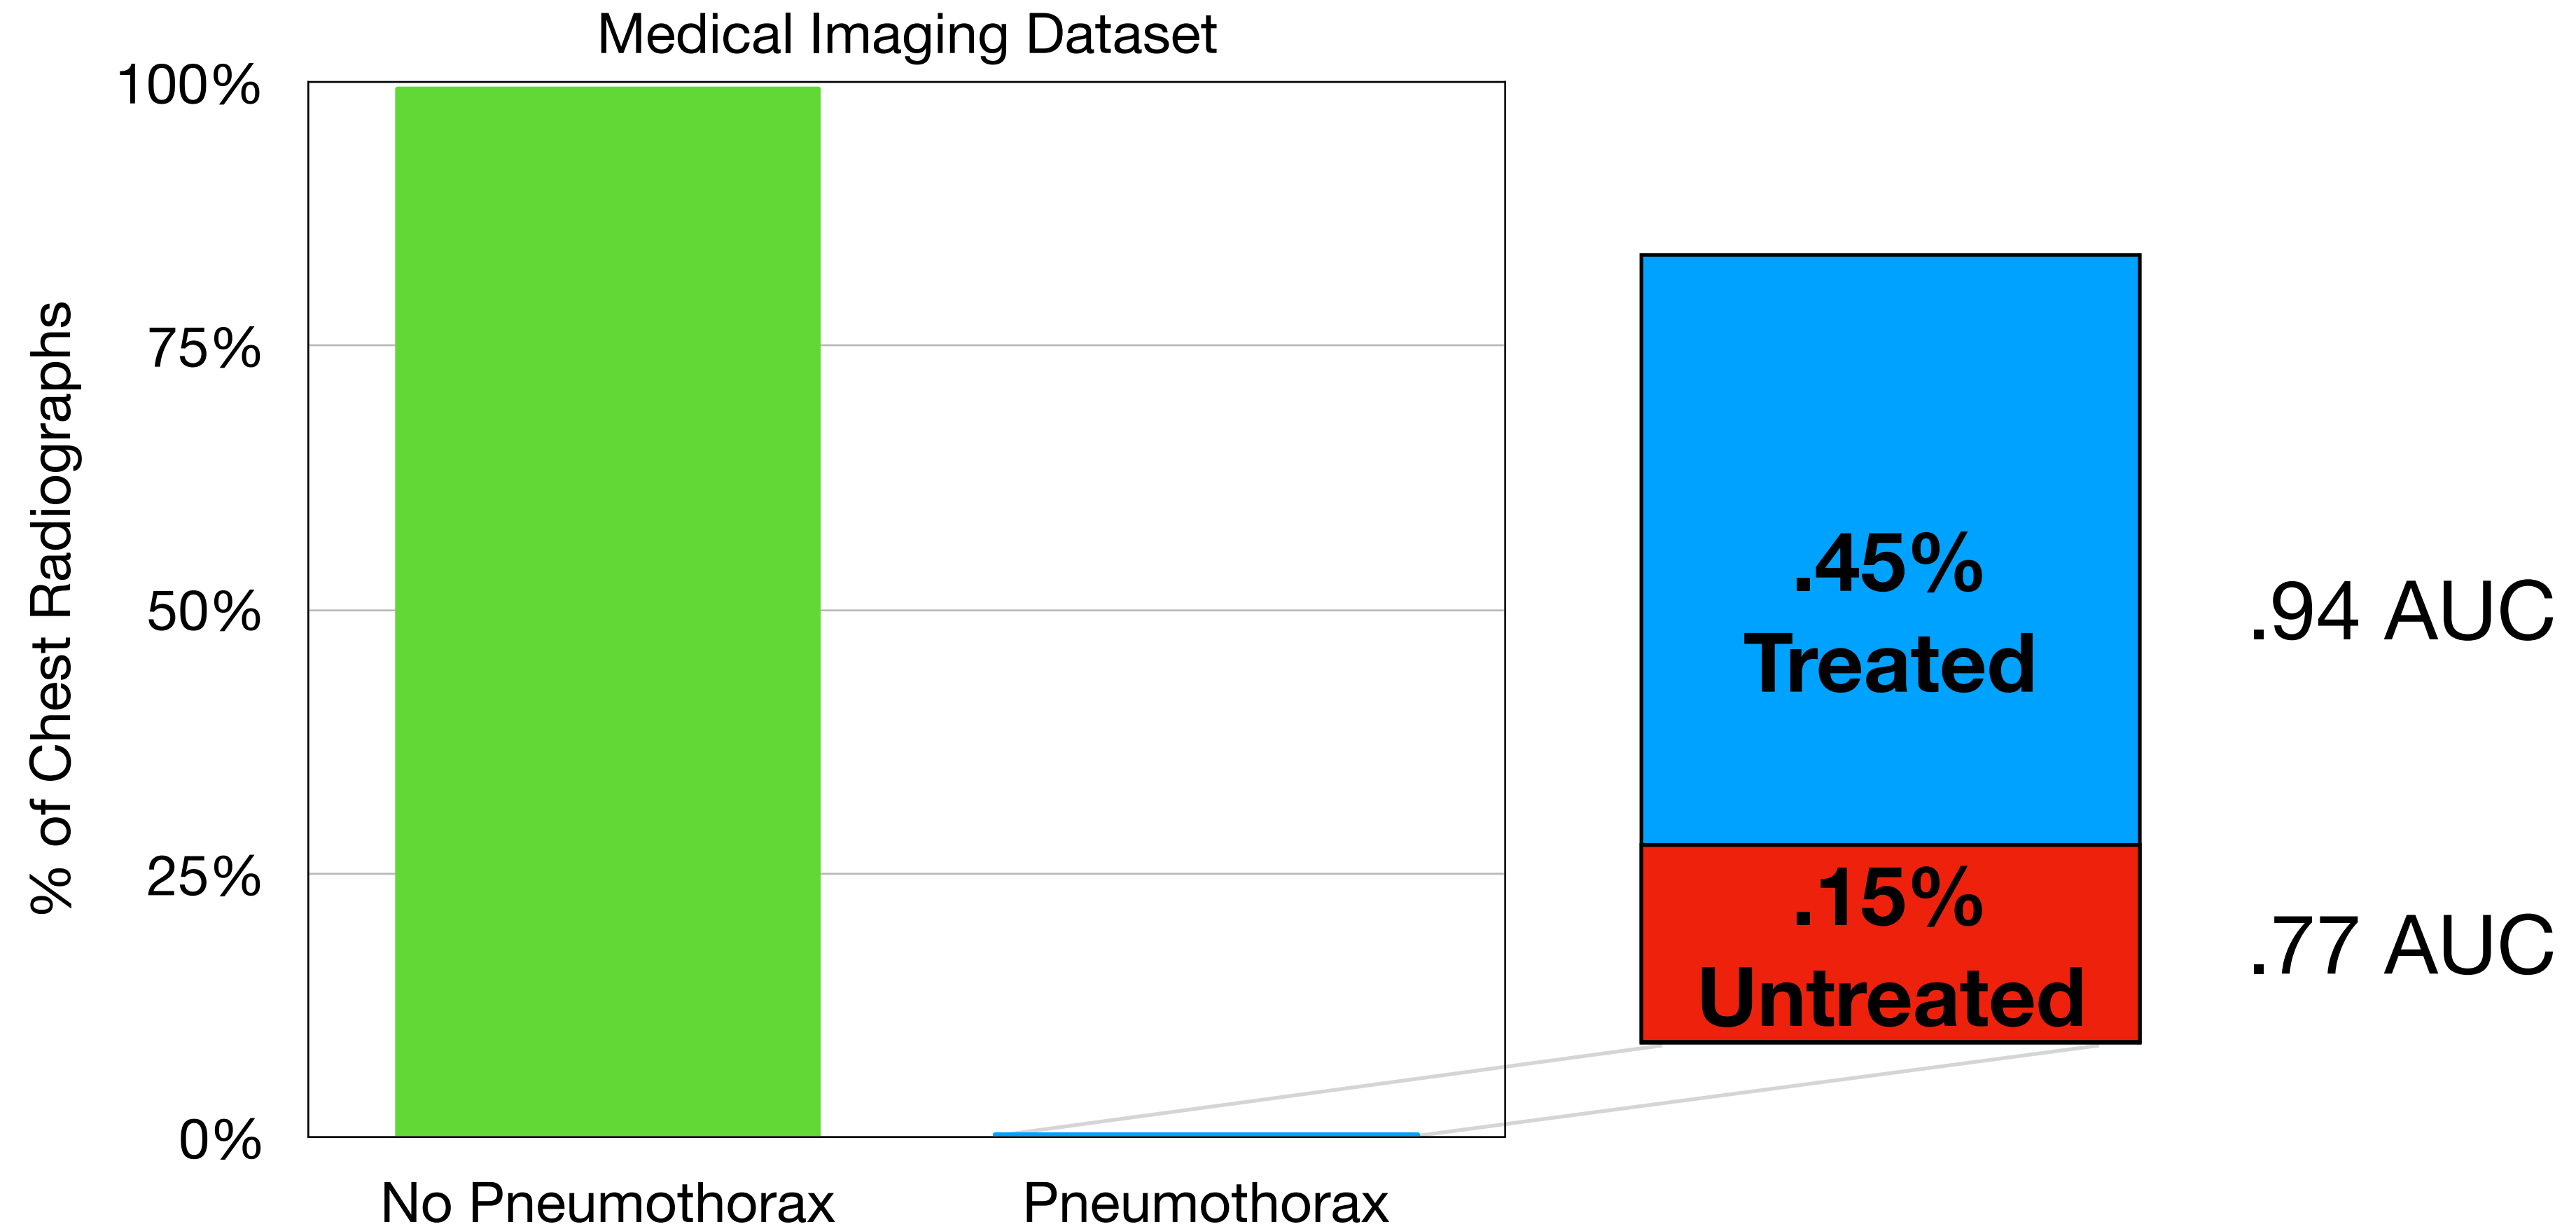 Medical Imaging Dataset
% of Chest Radiographs
100%
75%
50%
25%
0%
No Pneumothorax
Pneumothorax
.45%
Treated
.15%
Untreated
.94 AUC
.77 AUC